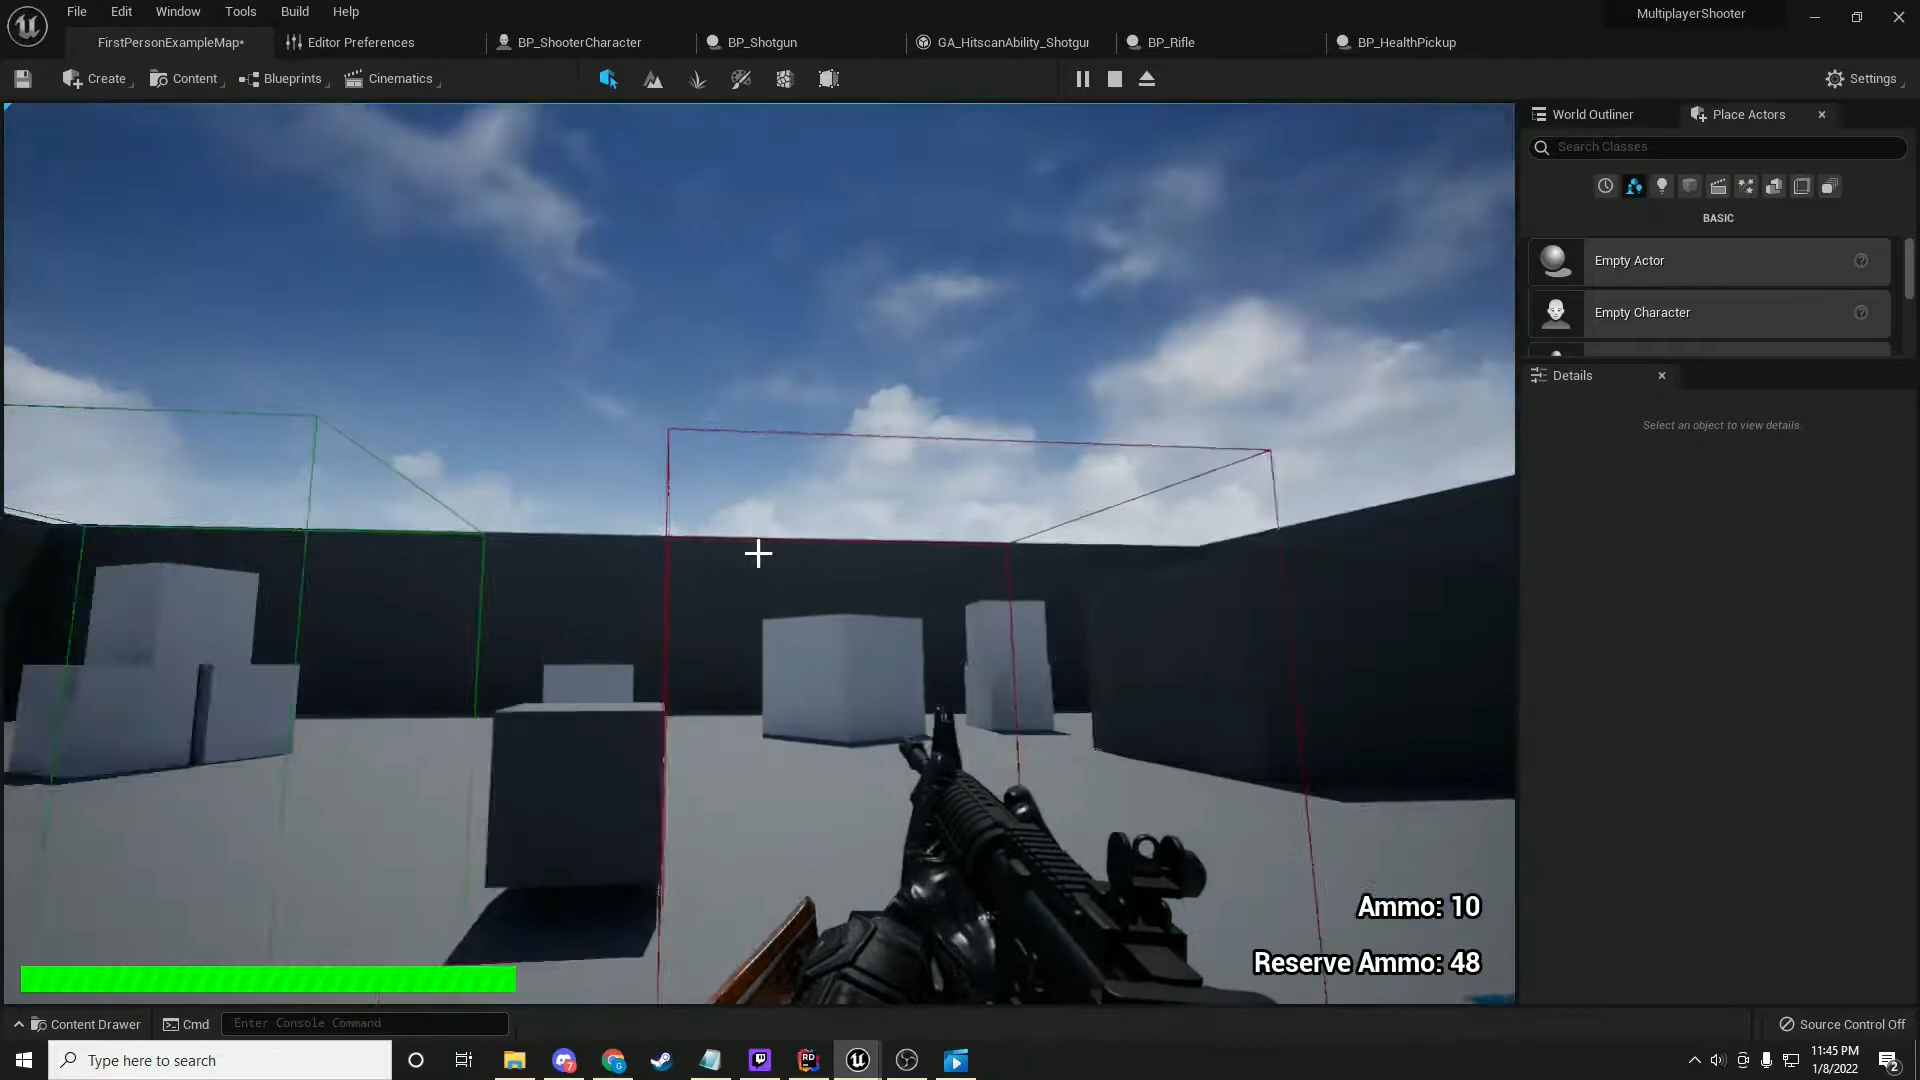 File Edit Window Tools Build Help
MultiplayerShooter
FirstPersonExampleMap*
Editor Preferences
BP_ShooterCharacter
BP_Shotgun
GA_HitscanAbility_Shotgun
BP_Rifle
BP_HealthPickup
Create
Content
Blueprints
Cinematics
Settings
World Outliner
Place Actors
Search Classes
BASIC
Empty Actor
Empty Character
Details
Select an object to view details.
Ammo: 10
Reserve Ammo: 48
Content Drawer
Cmd
Enter Console Command
Source Control Off
Type here to search
11:45 PM
1/8/2022